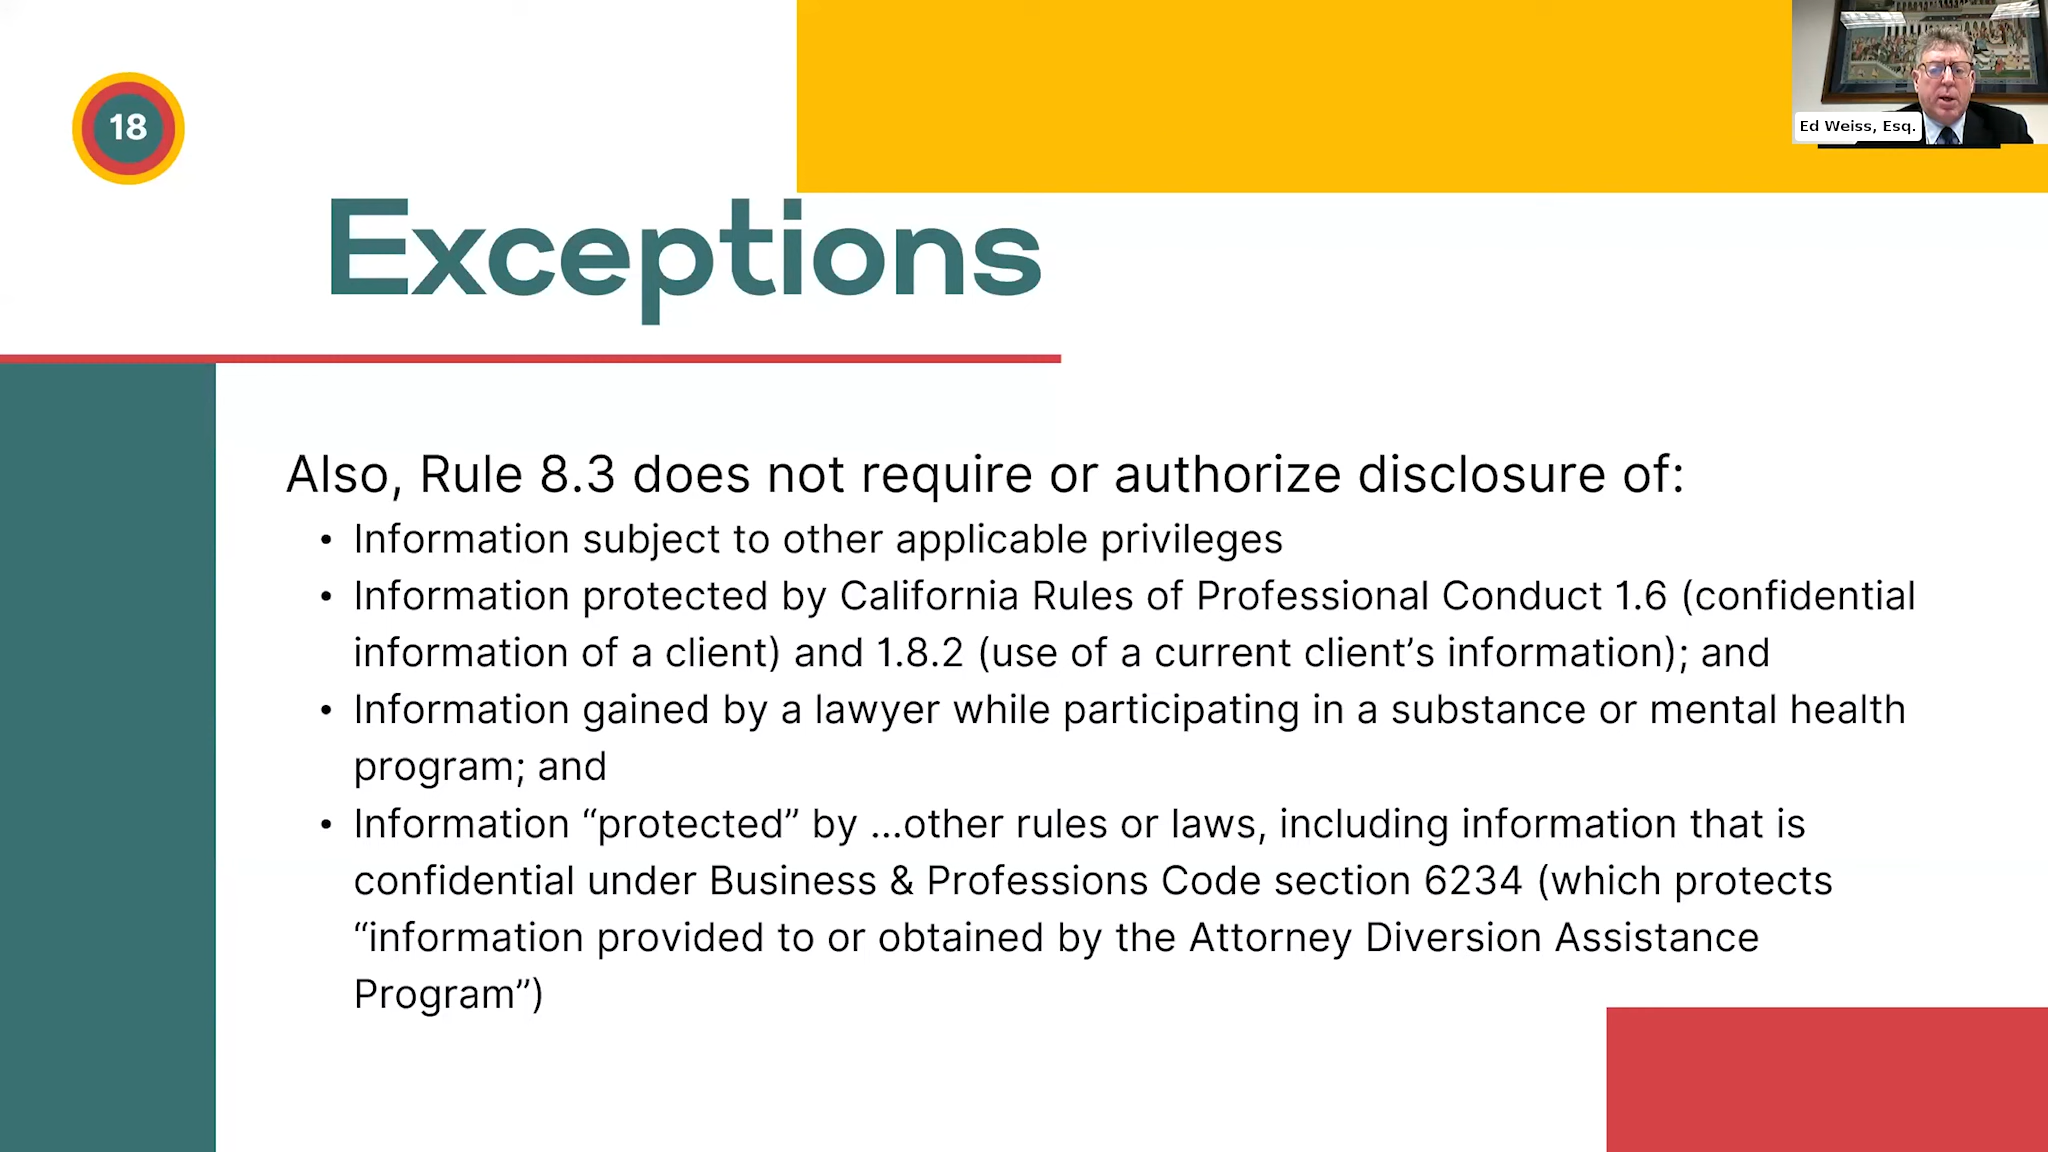 18
Ed Weiss, Esq.
Exceptions
Also, Rule 8.3 does not require or authorize disclosure of:
• Information subject to other applicable privileges
• Information protected by California Rules of Professional Conduct 1.6 (confidential
information of a client) and 1.8.2 (use of a current client’s information); and
• Information gained by a lawyer while participating in a substance or mental health
program; and
• Information “protected” by ...other rules or laws, including information that is
confidential under Business & Professions Code section 6234 (which protects
“information provided to or obtained by the Attorney Diversion Assistance
Program”)